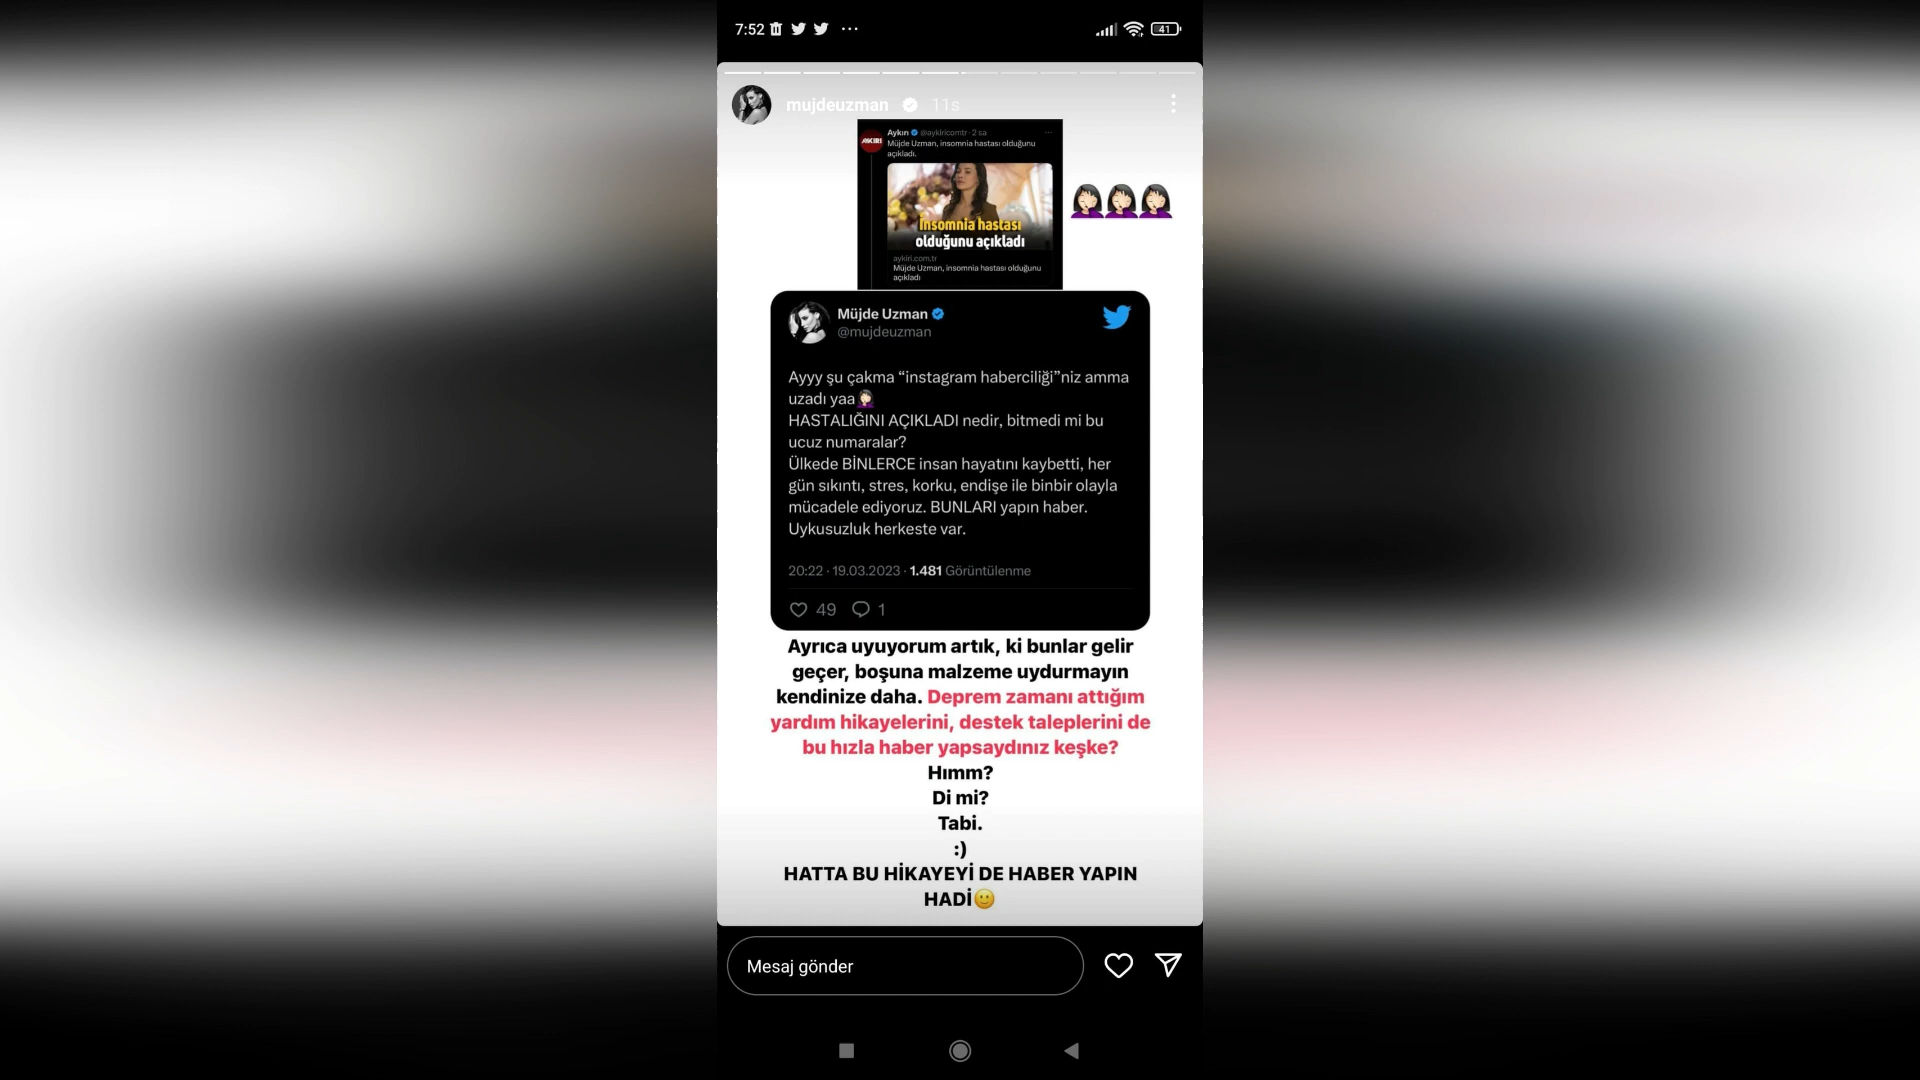 7:52
41
mujdeuzman 11s
Aykırı @aykiricomtr · 2 sa
AYKIRI
Müjde Uzman, insomnia hastası olduğunu
açıkladı.
İnsomnia hastası
olduğunu açıkladı
aykiri.com.tr
Müjde Uzman, insomnia hastası olduğunu
açıkladı
Müjde Uzman
@mujdeuzman
Ayyy şu çakma “instagram haberciliği”niz amma
uzadı yaa🤦🏻‍♀️
HASTALIĞINI AÇIKLADI nedir, bitmedi mi bu
ucuz numaralar?
Ülkede BİNLERCE insan hayatını kaybetti, her
gün sıkıntı, stres, korku, endişe ile binbir olayla
mücadele ediyoruz. BUNLARI yapın haber.
Uykusuzluk herkeste var.
20:22 · 19.03.2023 · 1.481 Görüntülenme
49 1
Ayrıca uyuyorum artık, ki bunlar gelir
geçer, boşuna malzeme uydurmayın
kendinize daha. Deprem zamanı attığım
yardım hikayelerini, destek taleplerini de
bu hızla haber yapsaydınız keşke?
Hımm?
Di mi?
Tabi.
:)
HATTA BU HİKAYEYİ DE HABER YAPIN
HADİ🙂
Mesaj gönder